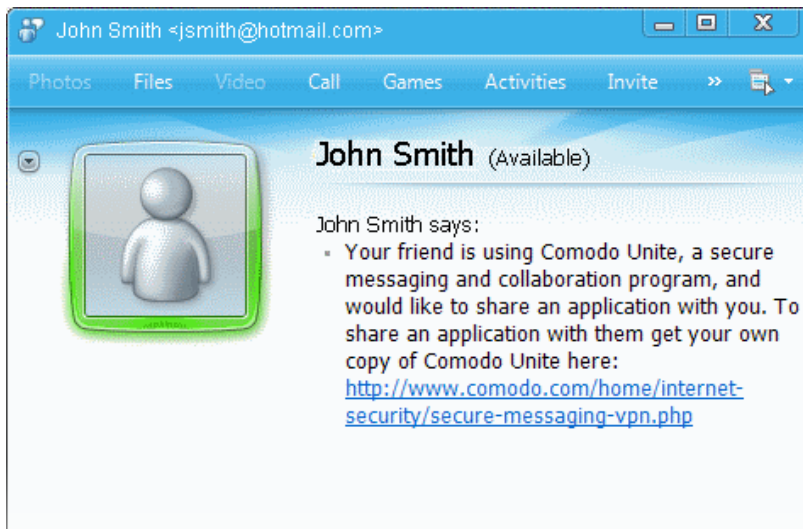 John Smith <jsmith@hotmail.com>
Photos Files Video Call Games Activities Invite »
John Smith (Available)
John Smith says:
Your friend is using Comodo Unite, a secure
messaging and collaboration program, and
would like to share an application with you. To
share an application with them get your own
copy of Comodo Unite here:
http://www.comodo.com/home/internet-
security/secure-messaging-vpn.php